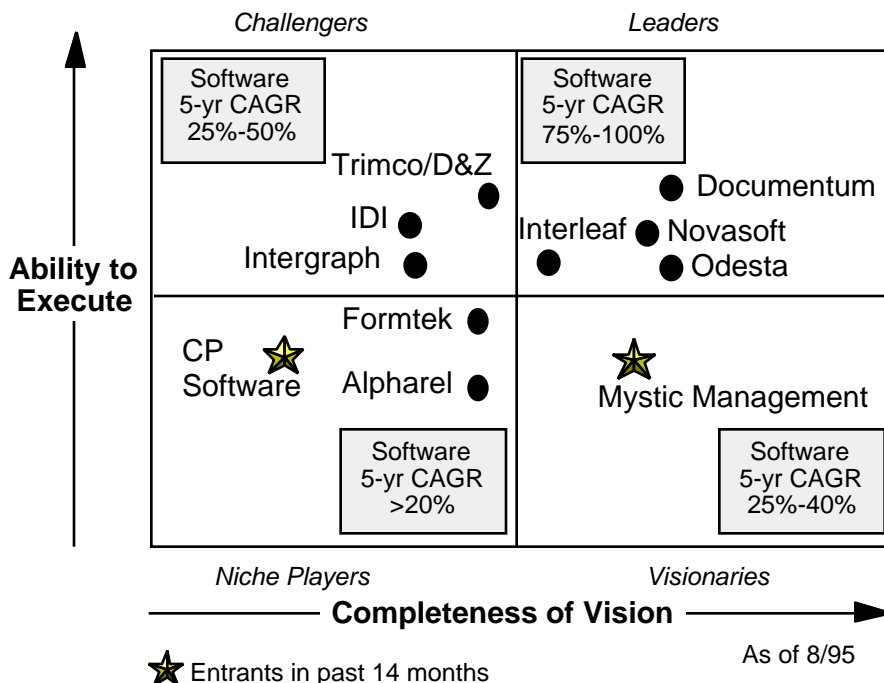 Challengers
Leaders
Software
5-yr CAGR
25%-50%
Software
5-yr CAGR
75%-100%
Trimco/D&Z
Documentum
IDI
Interleaf
Novasoft
Intergraph
Odesta
Ability to
Execute
Formtek
CP
Software
Alpharel
Mystic Management
Software
5-yr CAGR
>20%
Software
5-yr CAGR
25%-40%
Niche Players
Visionaries
Completeness of Vision
Entrants in past 14 months
As of 8/95